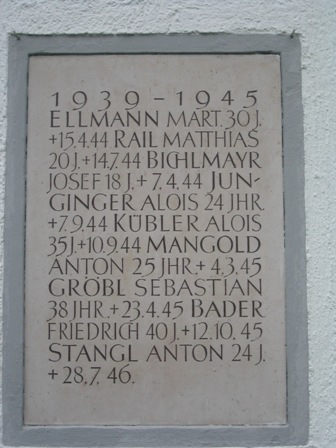 1939-1945
ELLMANN MART. 30 J.
+15.4.44 RAIL MATTHIAS
20 J.+14.7.44 BICHLMAYR
JOSEF 18 J.+ 7.4.44 JUN-
GINGER ALOIS 24 JHR.
+7.9.44 KÜBLER ALOIS
35 J.+10.9.44 MANGOLD
ANTON 25 JHR.+ 4.3.45
GRÖBL SEBASTIAN
38 JHR.+23.4.45 BADER
FRIEDRICH 40 J.+12.10.45
STANGL ANTON 24 J.
+28.7.46.